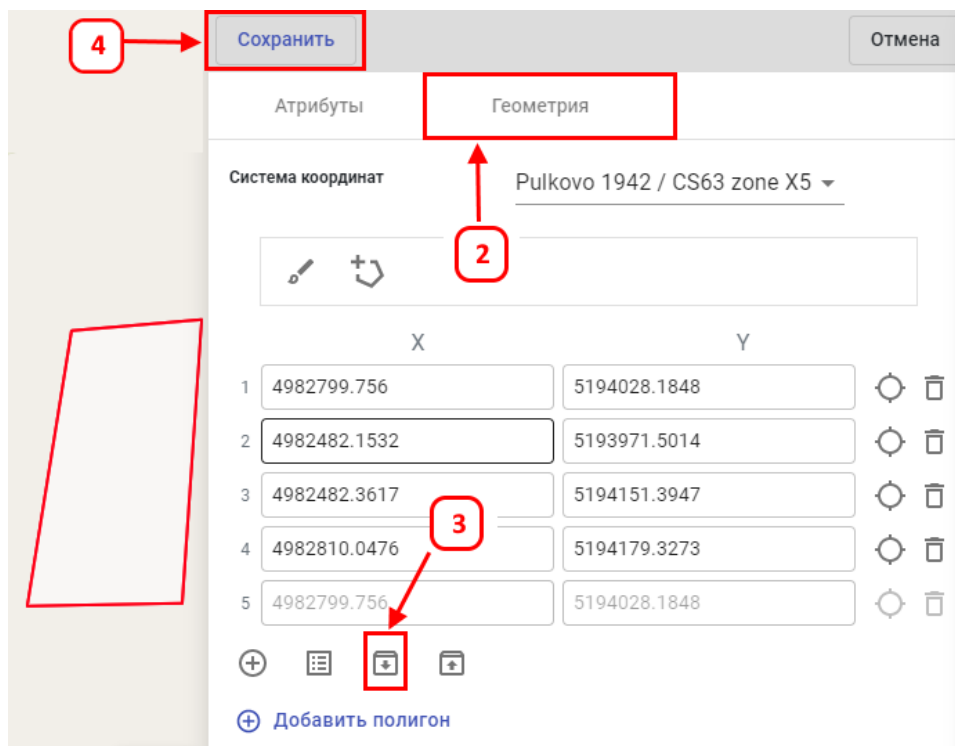 4 Сохранить Отмена
Атрибуты Геометрия
Система координат Pulkovo 1942 / CS63 zone X5
2
X Y
1 4982799.756 5194028.1848
2 4982482.1532 5193971.5014
3 4982482.3617 5194151.3947
3
4 4982810.0476 5194179.3273
5 4982799.756 5194028.1848
Добавить полигон